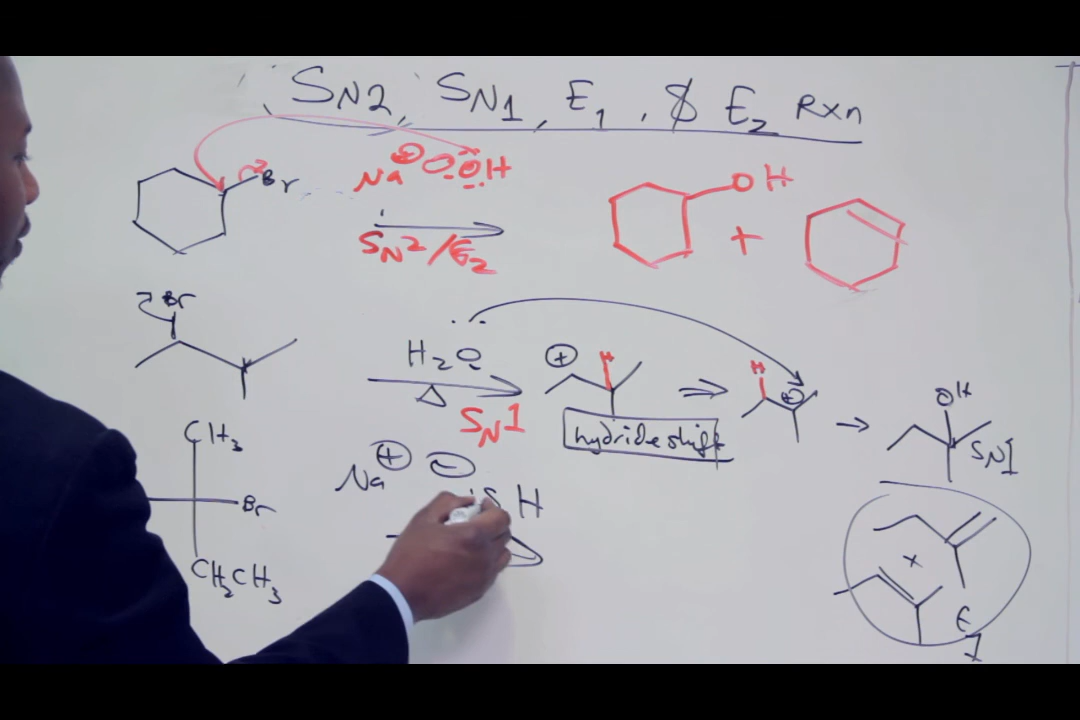 SN2, SN1, E1, & E2 Rxn
Br
Na⊕ ⊖OH
SN2/E2
OH
+
Br
H2O
Δ
SN1
⊕
H
hydride shift
H
⊕
OH
SN1
CH3
Br
CH2CH3
Na⊕ ⊖
SH
+
E1